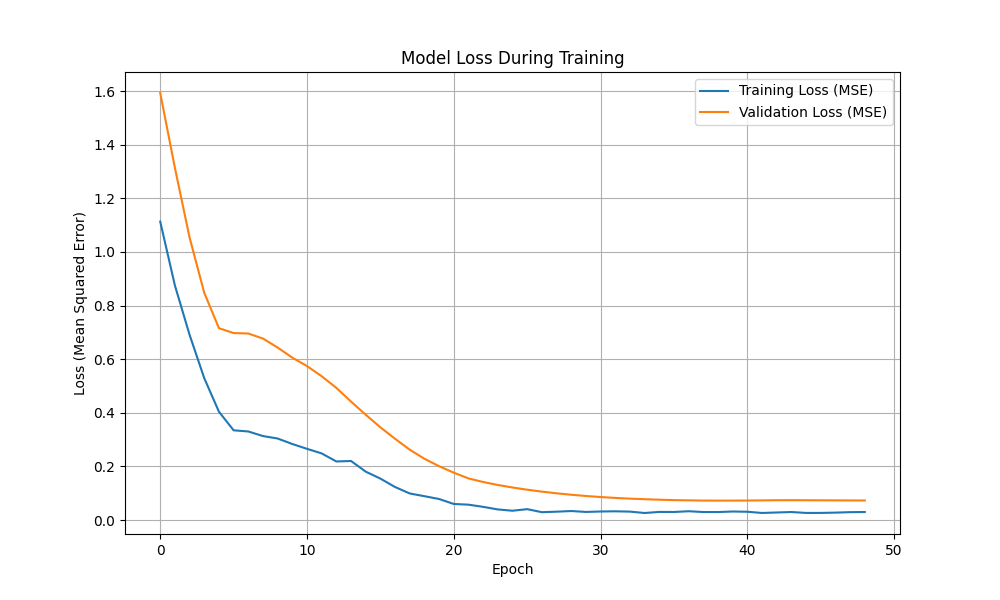 Model Loss During Training
Training Loss (MSE)
Validation Loss (MSE)
Loss (Mean Squared Error)
1.6
1.4
1.2
1.0
0.8
0.6
0.4
0.2
0.0
0 10 20 30 40 50
Epoch